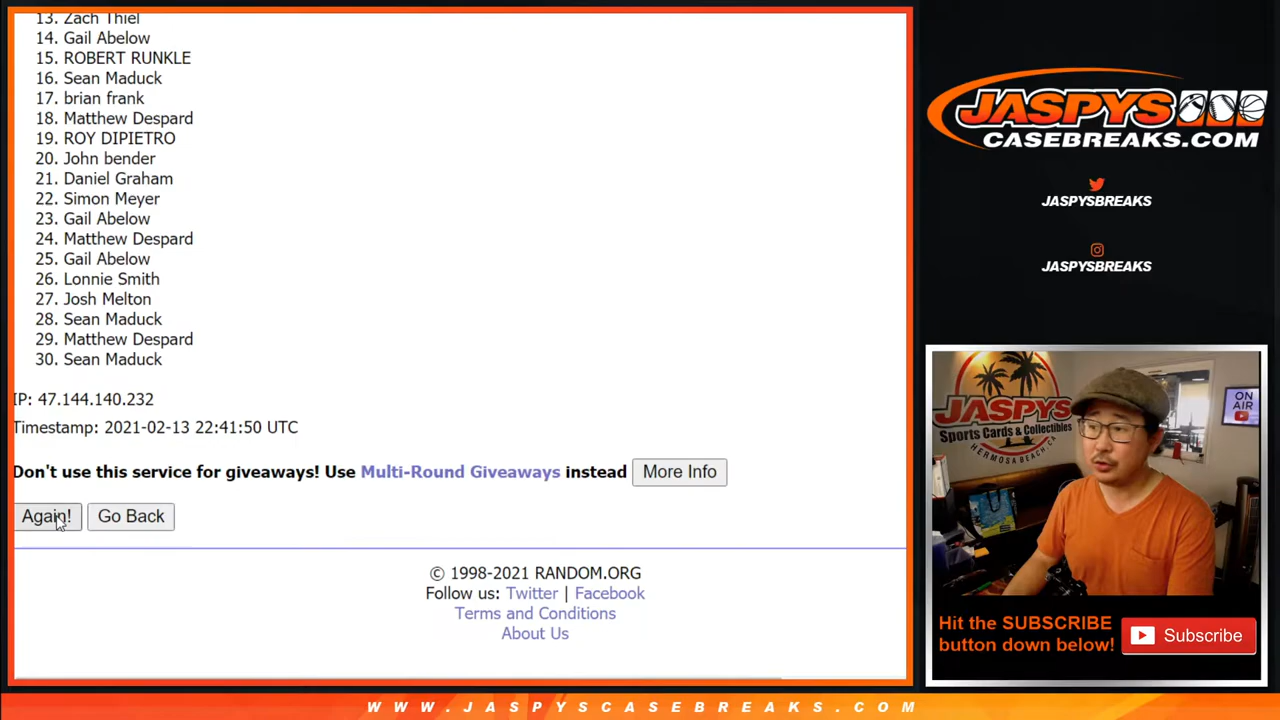 13. Zach Thiel
14. Gail Abelow
15. ROBERT RUNKLE
16. Sean Maduck
17. brian frank
18. Matthew Despard
19. ROY DIPIETRO
20. John bender
21. Daniel Graham
22. Simon Meyer
23. Gail Abelow
24. Matthew Despard
25. Gail Abelow
26. Lonnie Smith
27. Josh Melton
28. Sean Maduck
29. Matthew Despard
30. Sean Maduck
IP: 47.144.140.232
Timestamp: 2021-02-13 22:41:50 UTC
Don't use this service for giveaways! Use Multi-Round Giveaways instead More Info
Again! Go Back
© 1998-2021 RANDOM.ORG
Follow us: Twitter | Facebook
Terms and Conditions
About Us
JASPYS
CASEBREAKS.COM
JASPYSBREAKS
JASPYSBREAKS
JASPYS
Sports Cards & Collectibles
HERMOSA BEACH, CA
ON
AIR
Hit the SUBSCRIBE
button down below!
Subscribe
WWW.JASPYSCASEBREAKS.COM